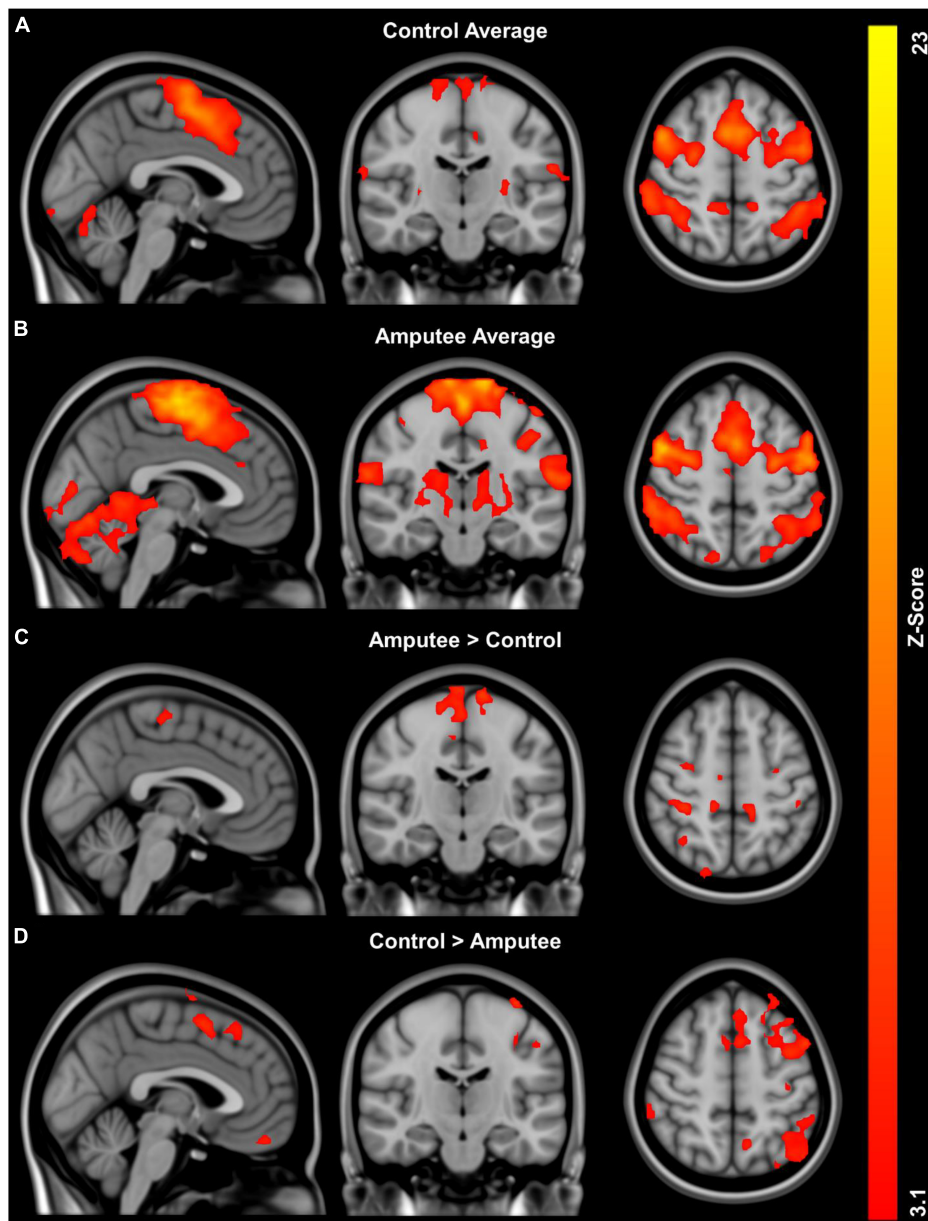 A
Control Average
23
B
Amputee Average
Z-Score
C
Amputee > Control
D
Control > Amputee
3.1